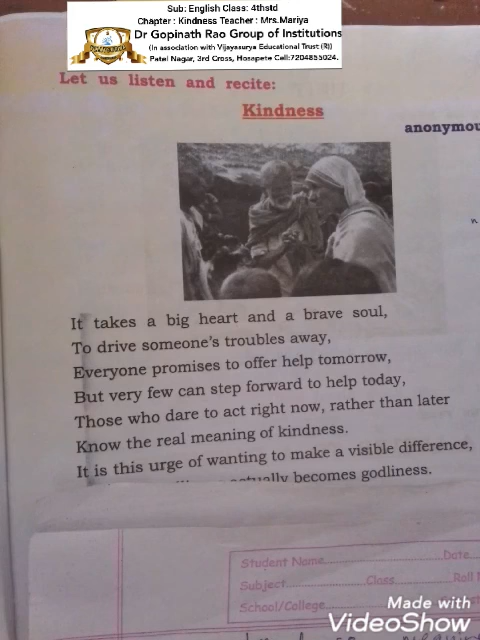 Sub: English Class: 4thstd
Chapter : Kindness Teacher : Mrs.Mariya
Dr Gopinath Rao Group of Institutions
(In association with Vijayasurya Educational Trust (R))
Patel Nagar, 3rd Cross, Hosapete Cell:7204855024.
Let us listen and recite:
Kindness
anonymou
It takes a big heart and a brave soul,
To drive someone's troubles away,
Everyone promises to offer help tomorrow,
But very few can step forward to help today,
Those who dare to act right now, rather than later
Know the real meaning of kindness.
It is this urge of wanting to make a visible difference,
becomes godliness.
Student Name Date
Subject Class Roll
School/College
Made with
VideoShow